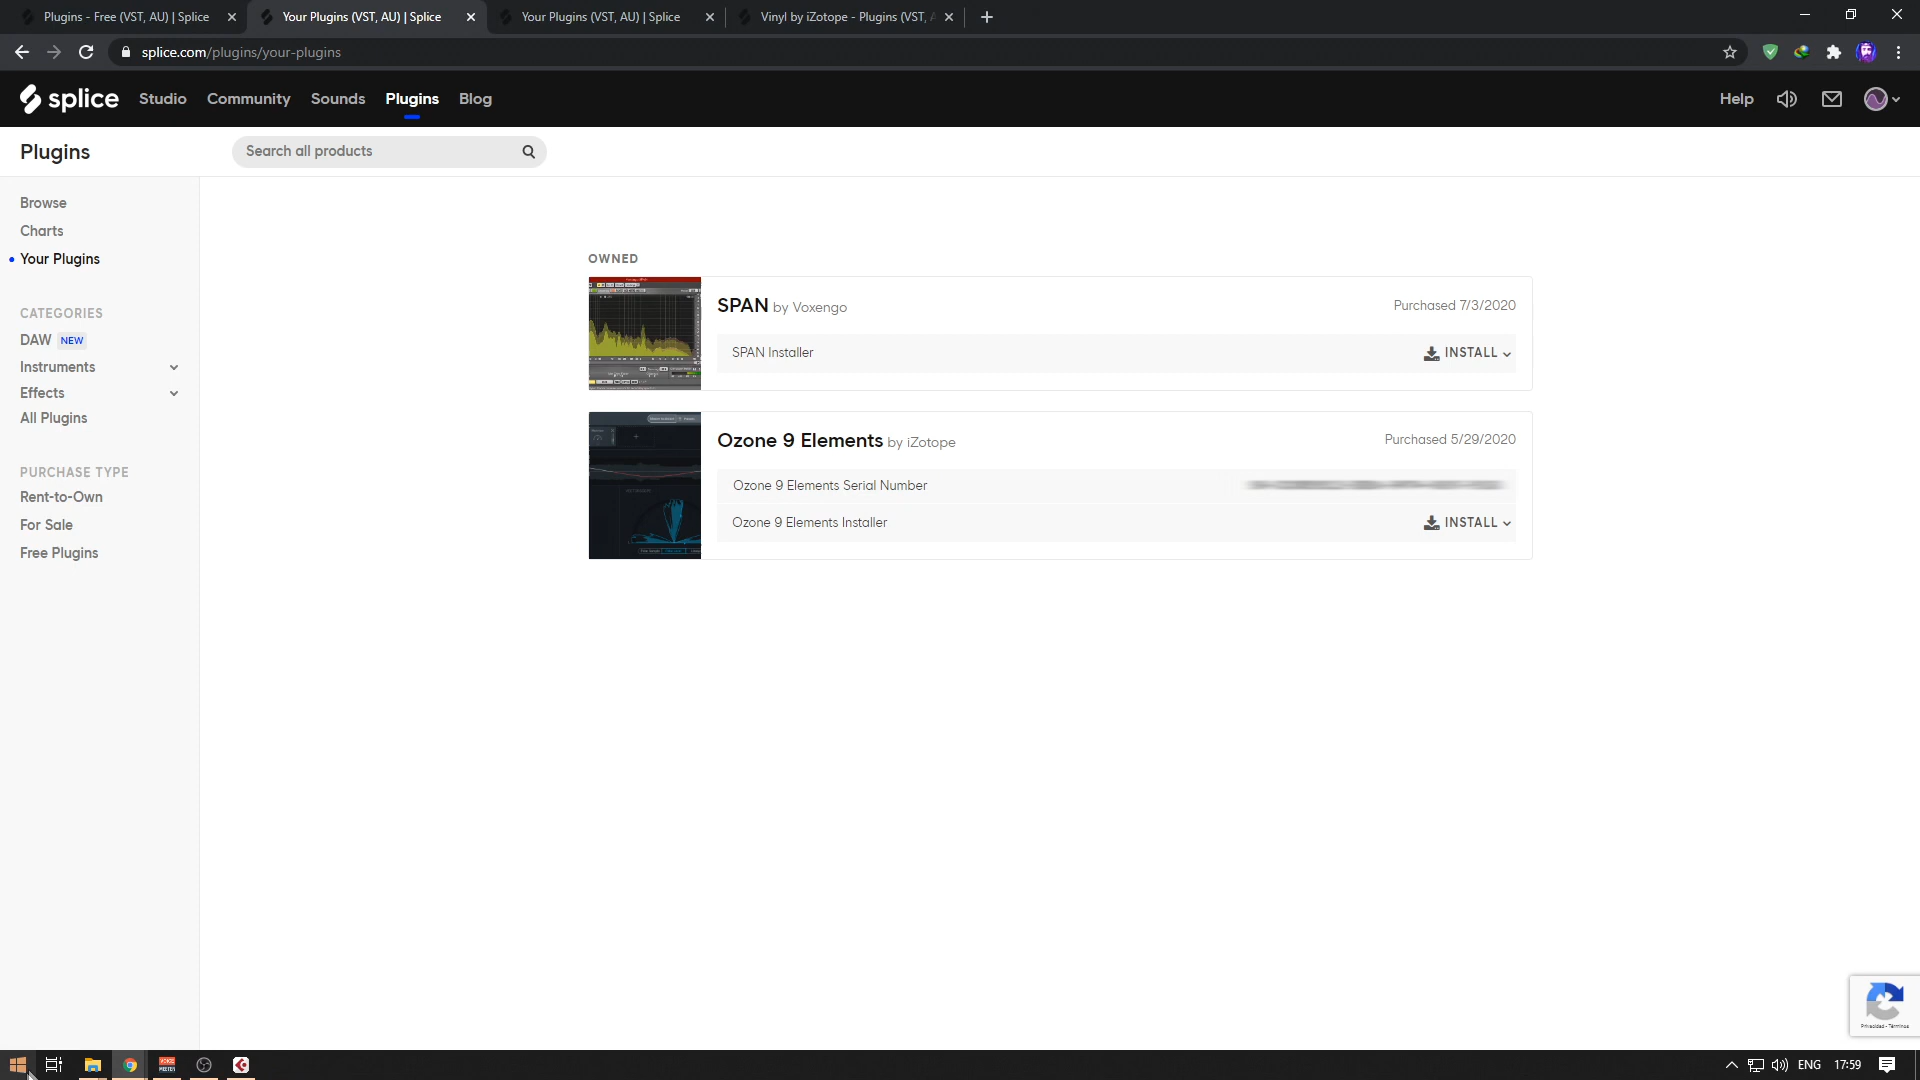 Plugins - Free (VST, AU) | Splice
Your Plugins (VST, AU) | Splice
Your Plugins (VST, AU) | Splice
Vinyl by iZotope - Plugins (VST, A
splice.com/plugins/your-plugins
splice
Studio
Community
Sounds
Plugins
Blog
Help
Plugins
Search all products
Browse
Charts
Your Plugins
CATEGORIES
DAW NEW
Instruments
Effects
All Plugins
PURCHASE TYPE
Rent-to-Own
For Sale
Free Plugins
OWNED
SPAN by Voxengo
Purchased 7/3/2020
SPAN Installer
INSTALL
Ozone 9 Elements by iZotope
Purchased 5/29/2020
Ozone 9 Elements Serial Number
Ozone 9 Elements Installer
INSTALL
Privacidad - Términos
ENG
17:59